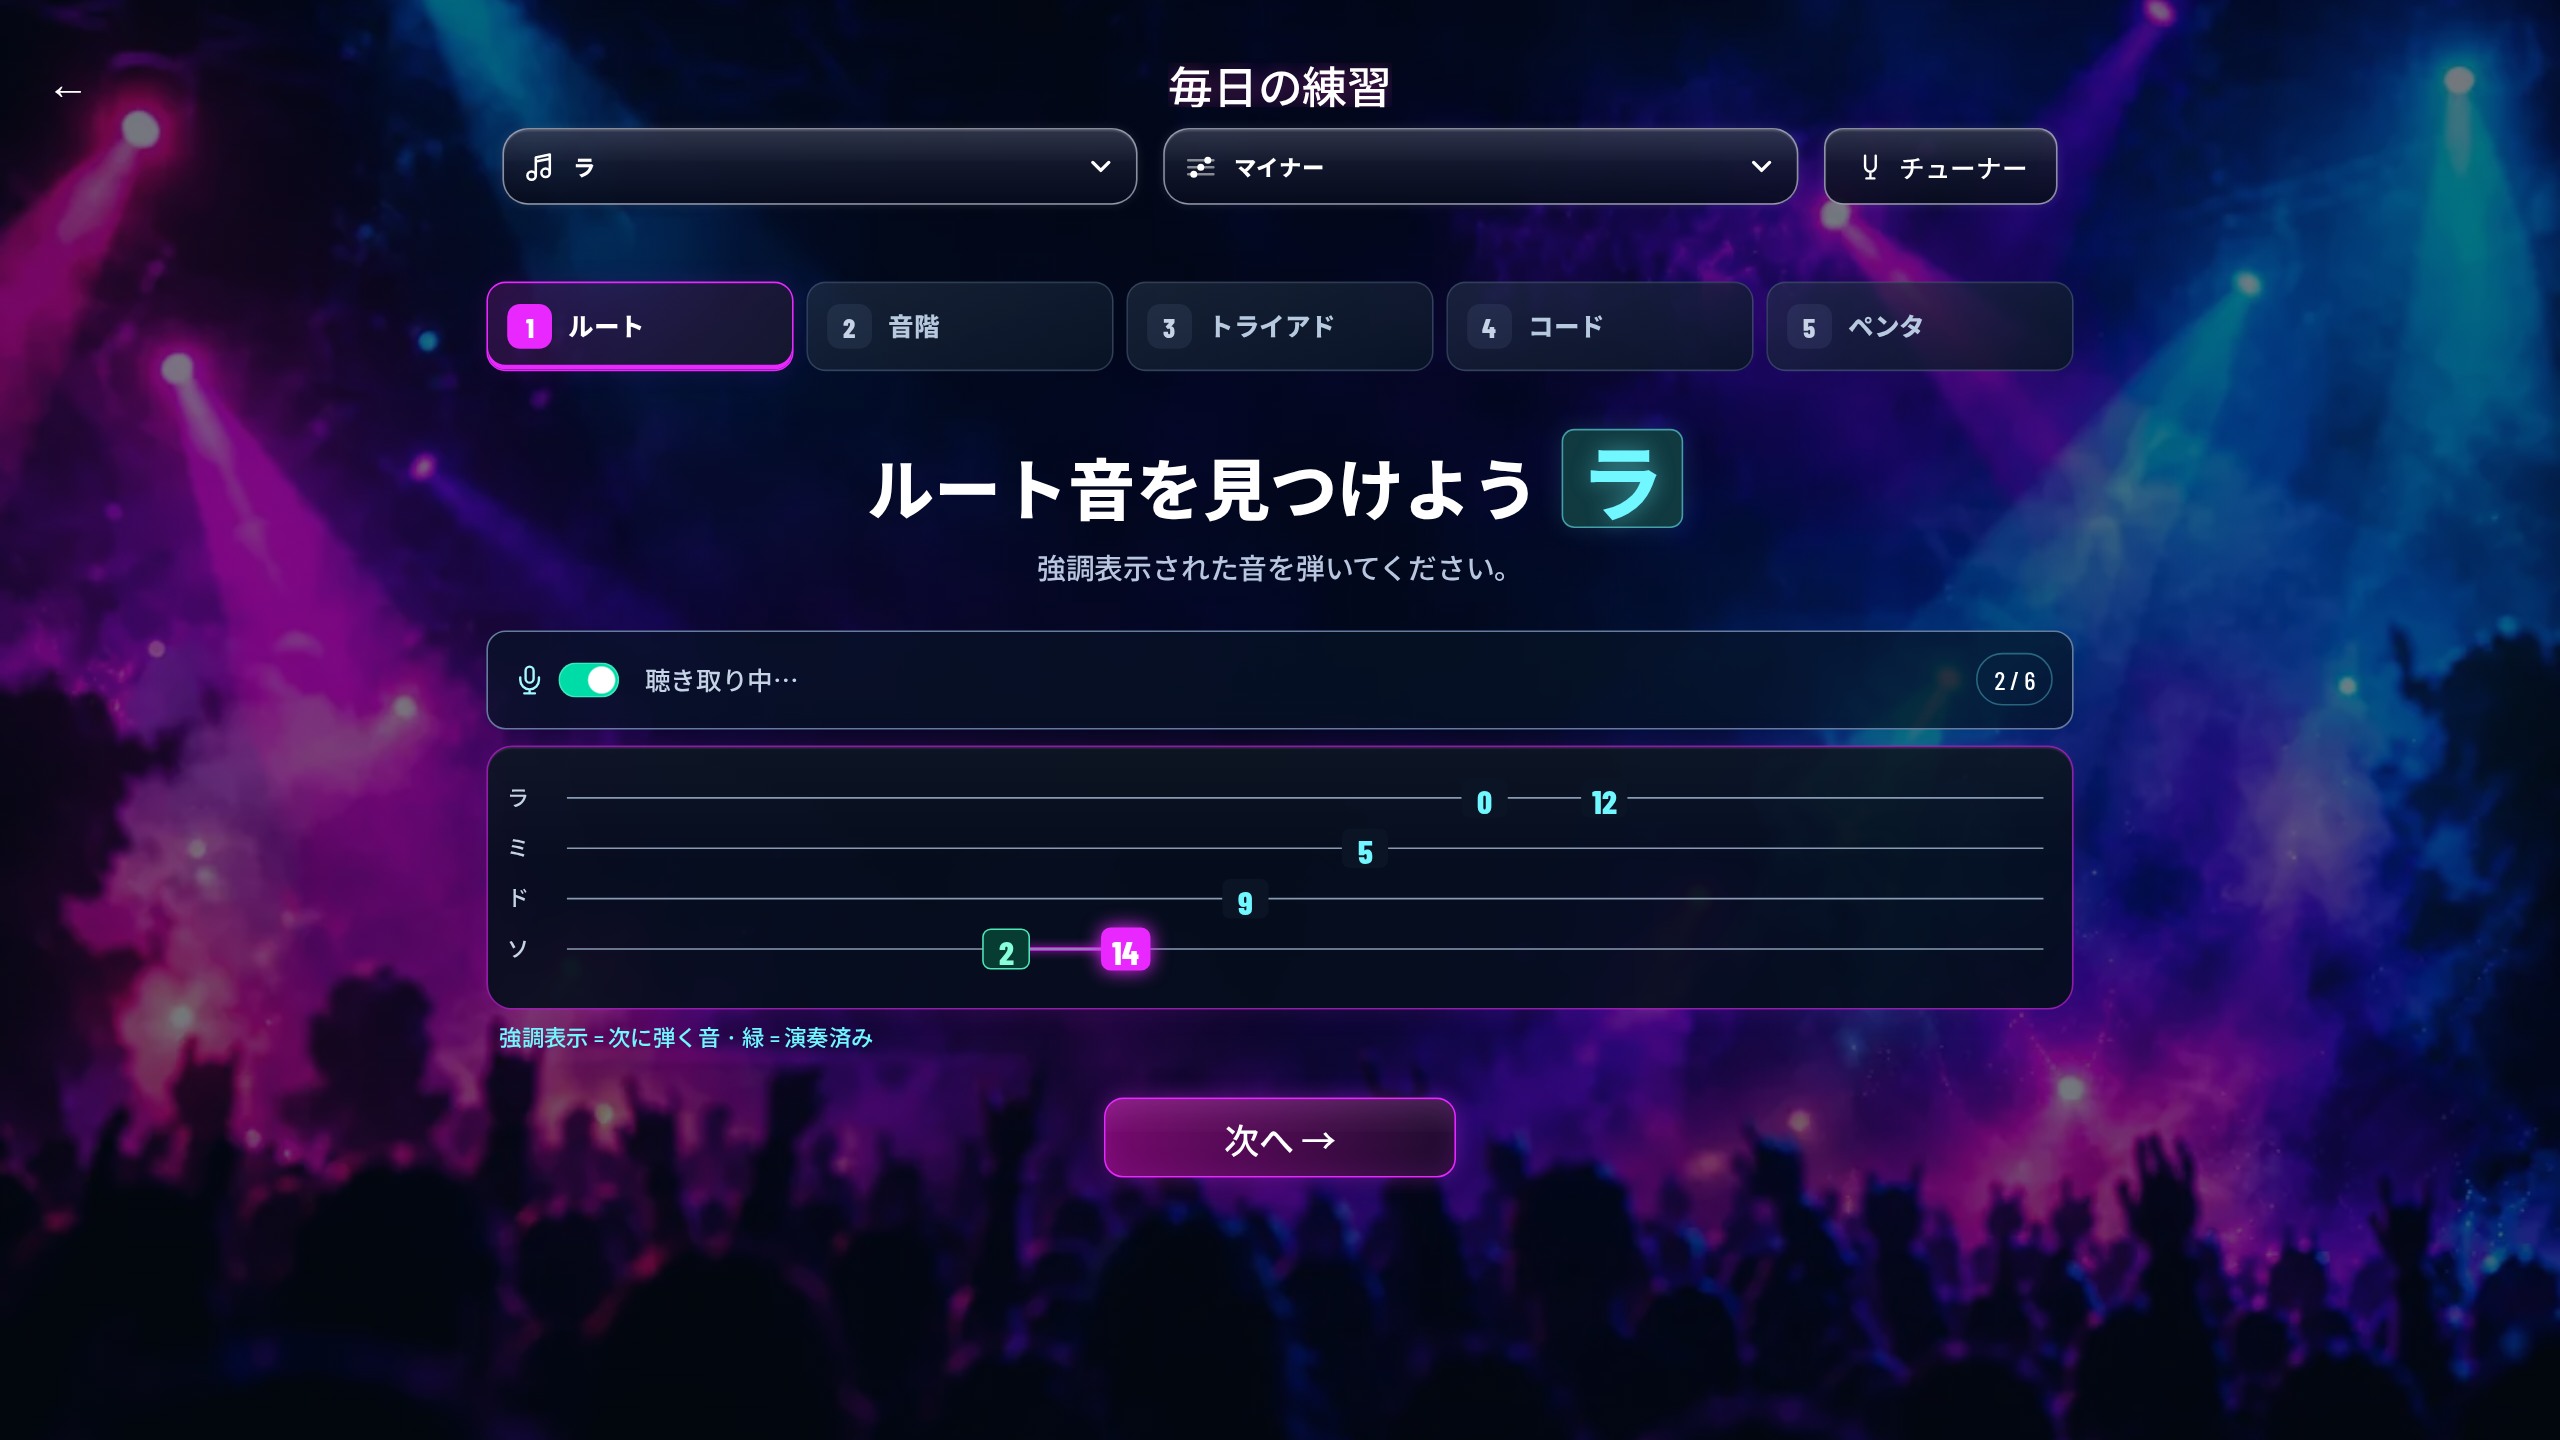 ←
毎日の練習
ラ
マイナー
チューナー
1 ルート
2 音階
3 トライアド
4 コード
5 ペンタ
ルート音を見つけよう ラ
強調表示された音を弾いてください。
聴き取り中…
2 / 6
ラ 0 12
ミ 5
ド 9
ソ 2 14
強調表示 = 次に弾く音 · 緑 = 演奏済み
次へ →